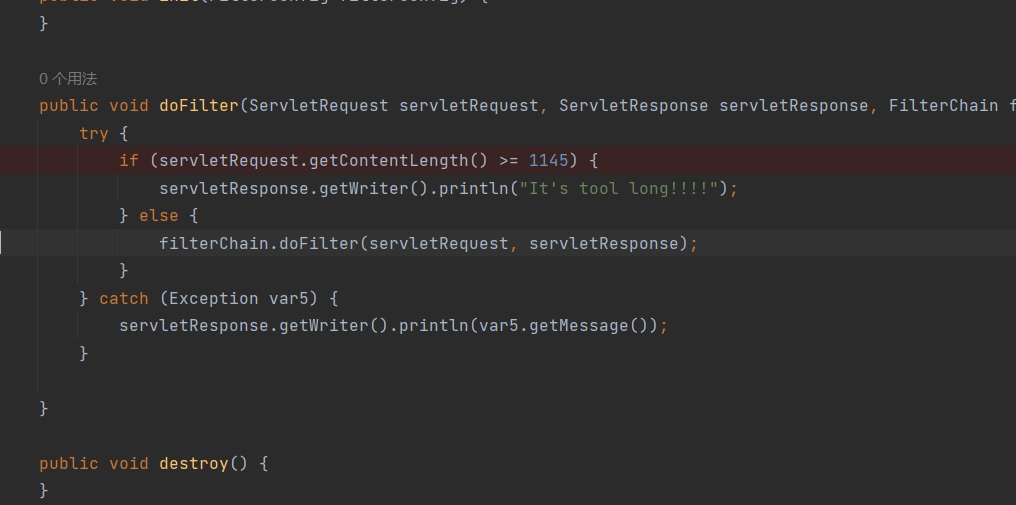 }
0 个用法
public void doFilter(ServletRequest servletRequest, ServletResponse servletResponse, FilterChain f
try {
if (servletRequest.getContentLength() >= 1145) {
servletResponse.getWriter().println("It's tool long!!!!");
} else {
filterChain.doFilter(servletRequest, servletResponse);
}
} catch (Exception var5) {
servletResponse.getWriter().println(var5.getMessage());
}
}
public void destroy() {
}